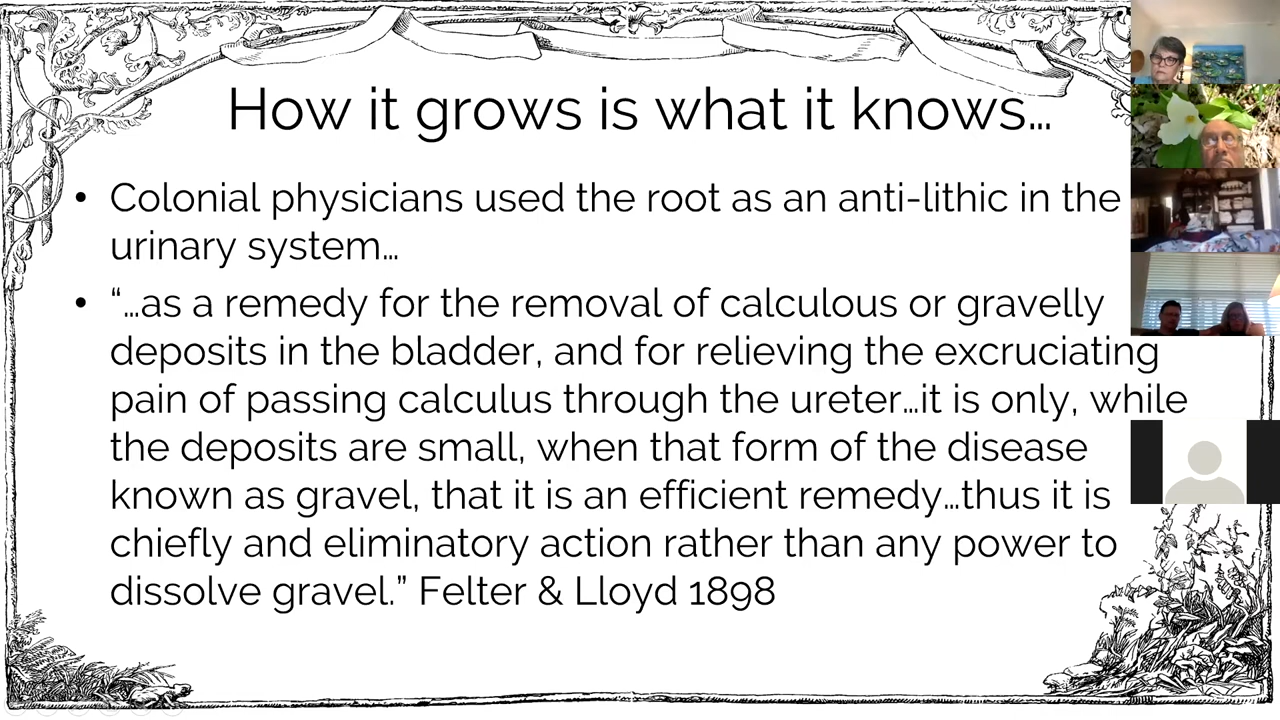 How it grows is what it knows…
• Colonial physicians used the root as an anti-lithic in the
urinary system…
• “…as a remedy for the removal of calculous or gravelly
deposits in the bladder, and for relieving the excruciating
pain of passing calculus through the ureter…it is only, while
the deposits are small, when that form of the disease
known as gravel, that it is an efficient remedy…thus it is
chiefly and eliminatory action rather than any power to
dissolve gravel.” Felter & Lloyd 1898